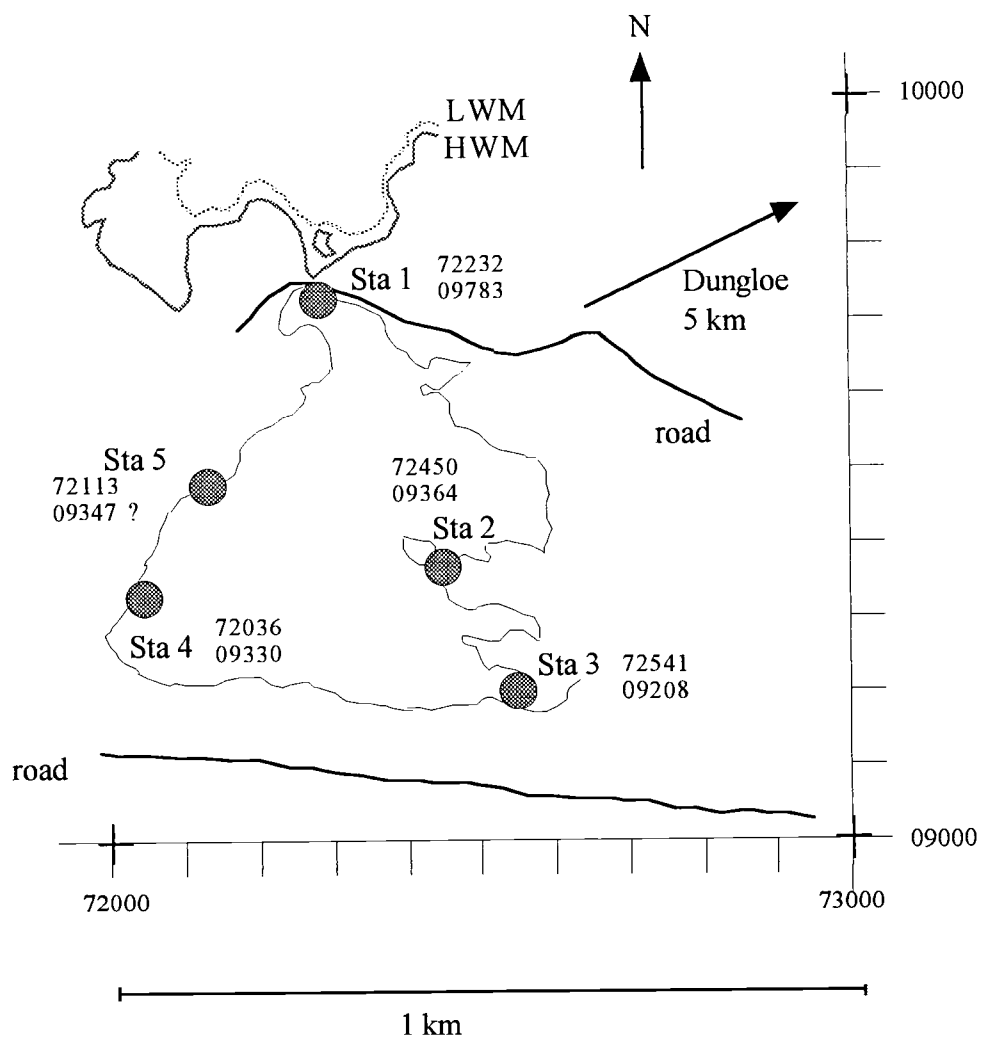 N
10000
LWM
HWM
Sta 1
72232
09783
Dungloe
5 km
road
Sta 5
72113
09347 ?
72450
09364
Sta 2
Sta 4
72036
09330
Sta 3
72541
09208
road
09000
72000
73000
1 km